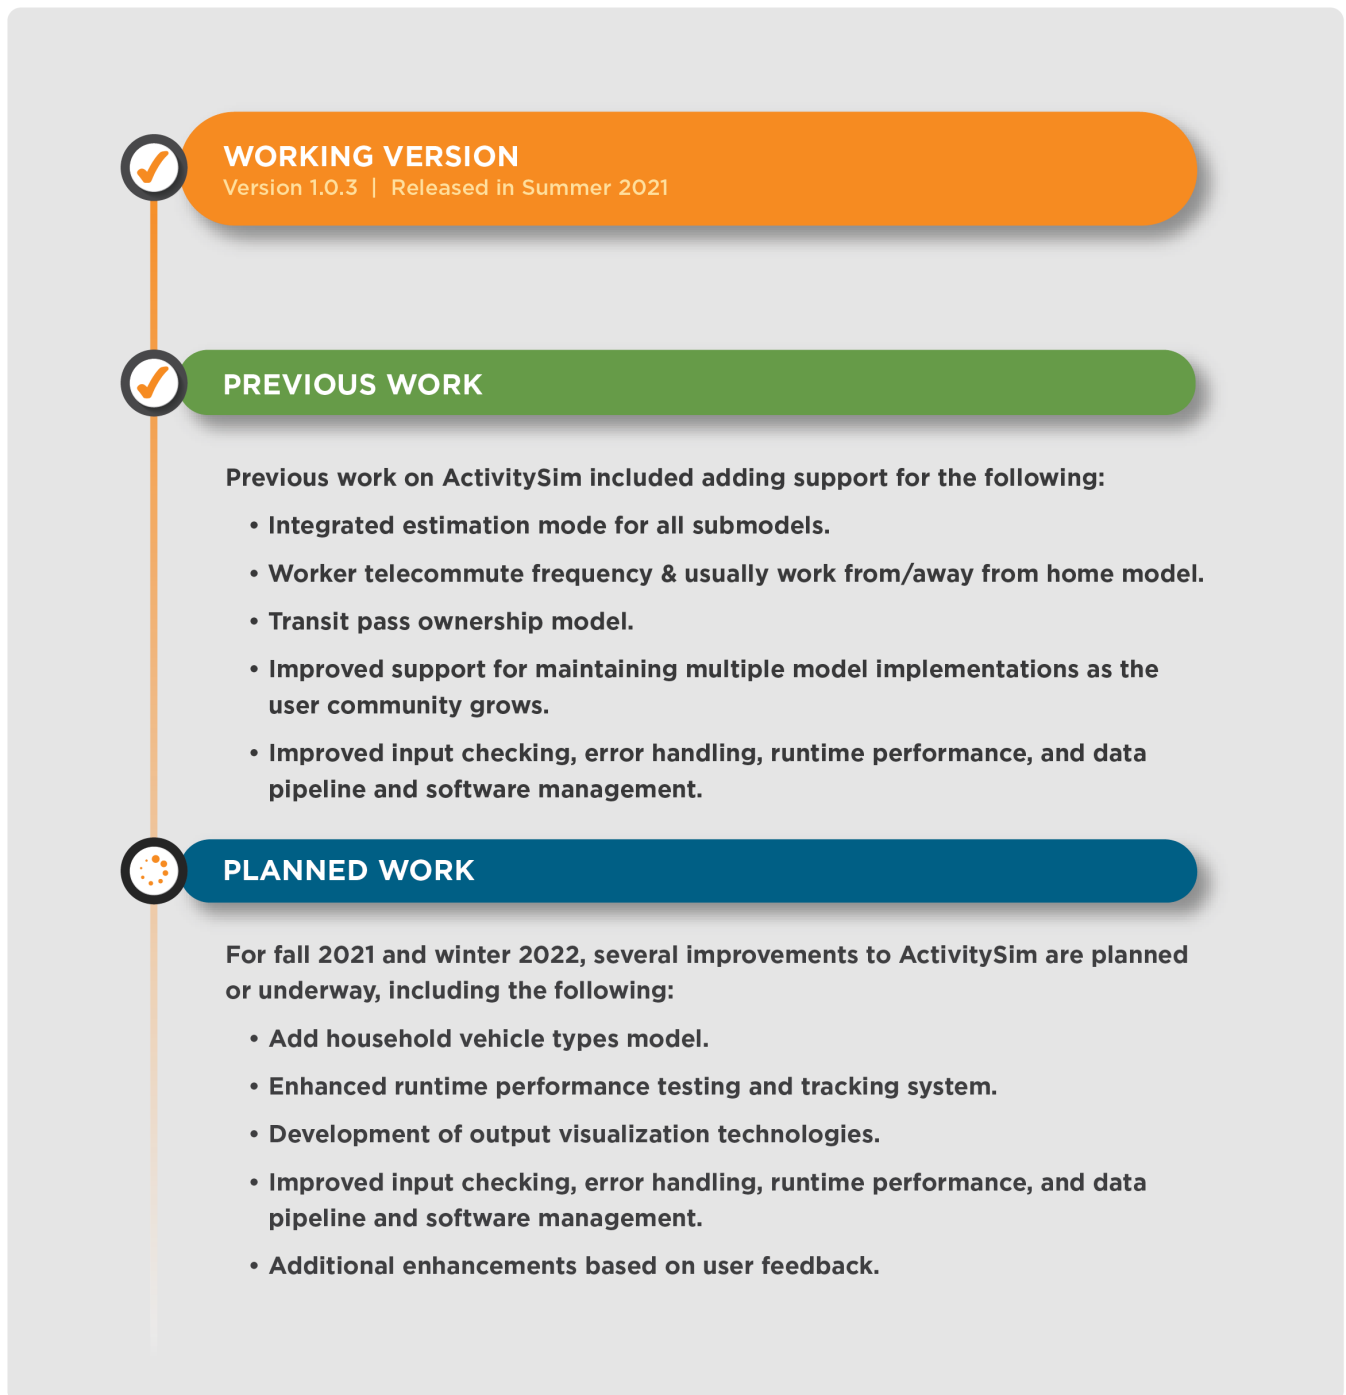 WORKING VERSION
Version 1.0.3 | Released in Summer 2021
PREVIOUS WORK
Previous work on ActivitySim included adding support for the following:
• Integrated estimation mode for all submodels.
• Worker telecommute frequency & usually work from/away from home model.
• Transit pass ownership model.
• Improved support for maintaining multiple model implementations as the
user community grows.
• Improved input checking, error handling, runtime performance, and data
pipeline and software management.
PLANNED WORK
For fall 2021 and winter 2022, several improvements to ActivitySim are planned
or underway, including the following:
• Add household vehicle types model.
• Enhanced runtime performance testing and tracking system.
• Development of output visualization technologies.
• Improved input checking, error handling, runtime performance, and data
pipeline and software management.
• Additional enhancements based on user feedback.